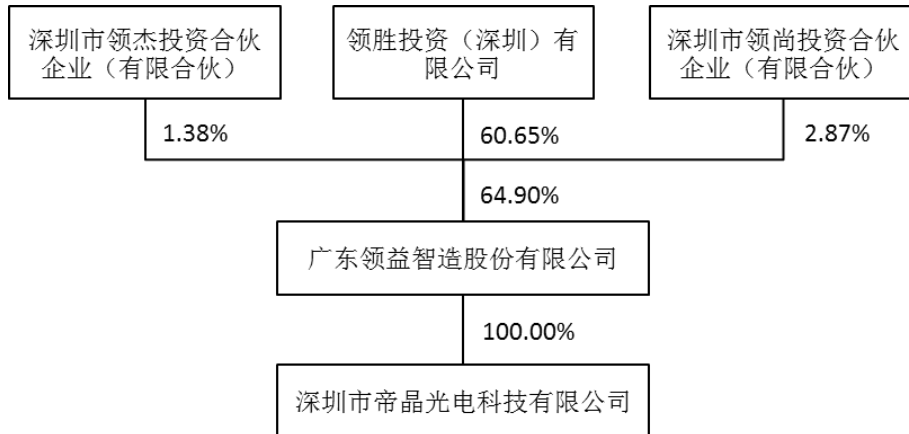 深圳市领杰投资合伙
企业（有限合伙）
领胜投资（深圳）有
限公司
深圳市领尚投资合伙
企业（有限合伙）
1.38%
60.65%
2.87%
64.90%
广东领益智造股份有限公司
100.00%
深圳市帝晶光电科技有限公司